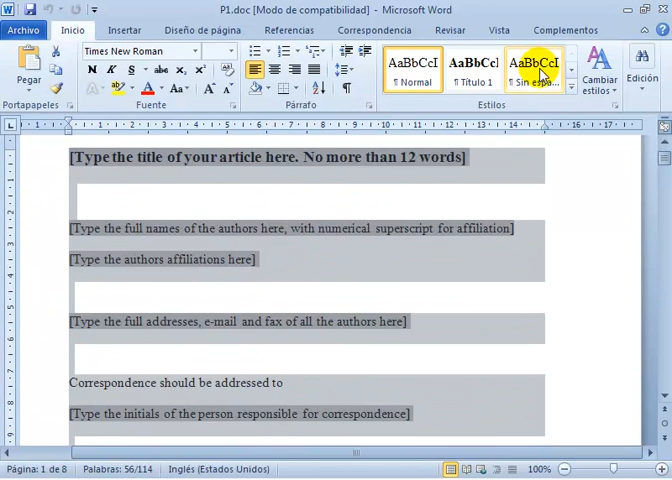 P1.doc [Modo de compatibilidad] - Microsoft Word
Archivo Inicio Insertar Diseño de página Referencias Correspondencia Revisar Vista Complementos
Times New Roman
Pegar
N K S abc x₂ x²
AaBbCcI AaBbCcI AaBbCcI
¶ Normal ¶ Título 1 ¶ Sin espa...
Cambiar estilos
Edición
Portapapeles Fuente Párrafo Estilos
[Type the title of your article here. No more than 12 words]
[Type the full names of the authors here, with numerical superscript for affiliation]
[Type the authors affiliations here]
[Type the full addresses, e-mail and fax of all the authors here]
Correspondence should be addressed to
[Type the initials of the person responsible for correspondence]
Página: 1 de 8 Palabras: 56/114 Inglés (Estados Unidos) 100%